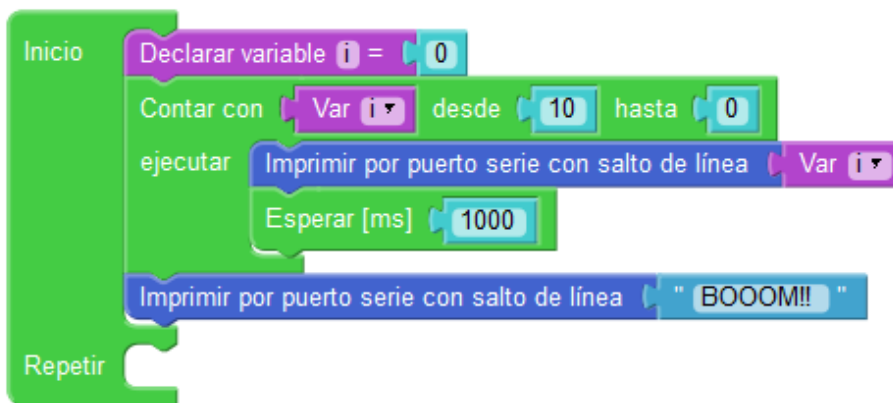 Inicio Declarar variable i = 0
Contar con Var i desde 10 hasta 0
ejecutar Imprimir por puerto serie con salto de línea Var i
Esperar [ms] 1000
Imprimir por puerto serie con salto de línea " BOOOM!! "
Repetir